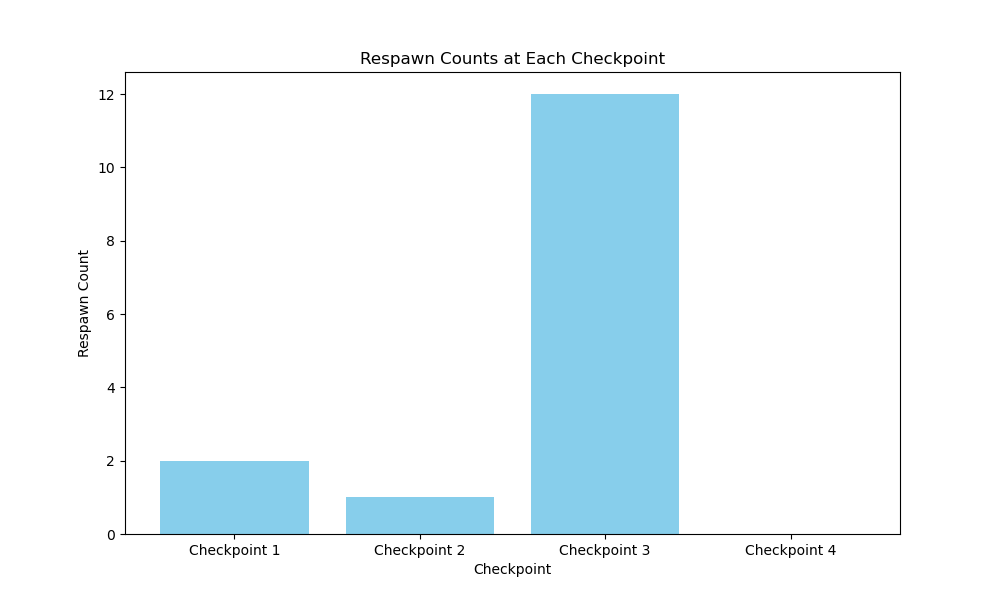 Respawn Counts at Each Checkpoint
12
10
8
6
4
2
0
Respawn Count
Checkpoint 1
Checkpoint 2
Checkpoint 3
Checkpoint 4
Checkpoint